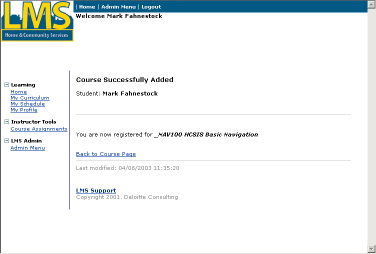 LMS
Home & Community Services
| Home | Admin Menu | Logout
Welcome Mark Fahnestock
Learning
Home
My Curriculum
My Schedule
My Profile
Instructor Tools
Course Assignments
LMS Admin
Admin Menu
Course Successfully Added
Student: Mark Fahnestock
You are now registered for _NAV100 HCSIS Basic Navigation
Back to Course Page
Last modified: 04/08/2003 11:35:20
LMS Support
Copyright 2001, Deloitte Consulting